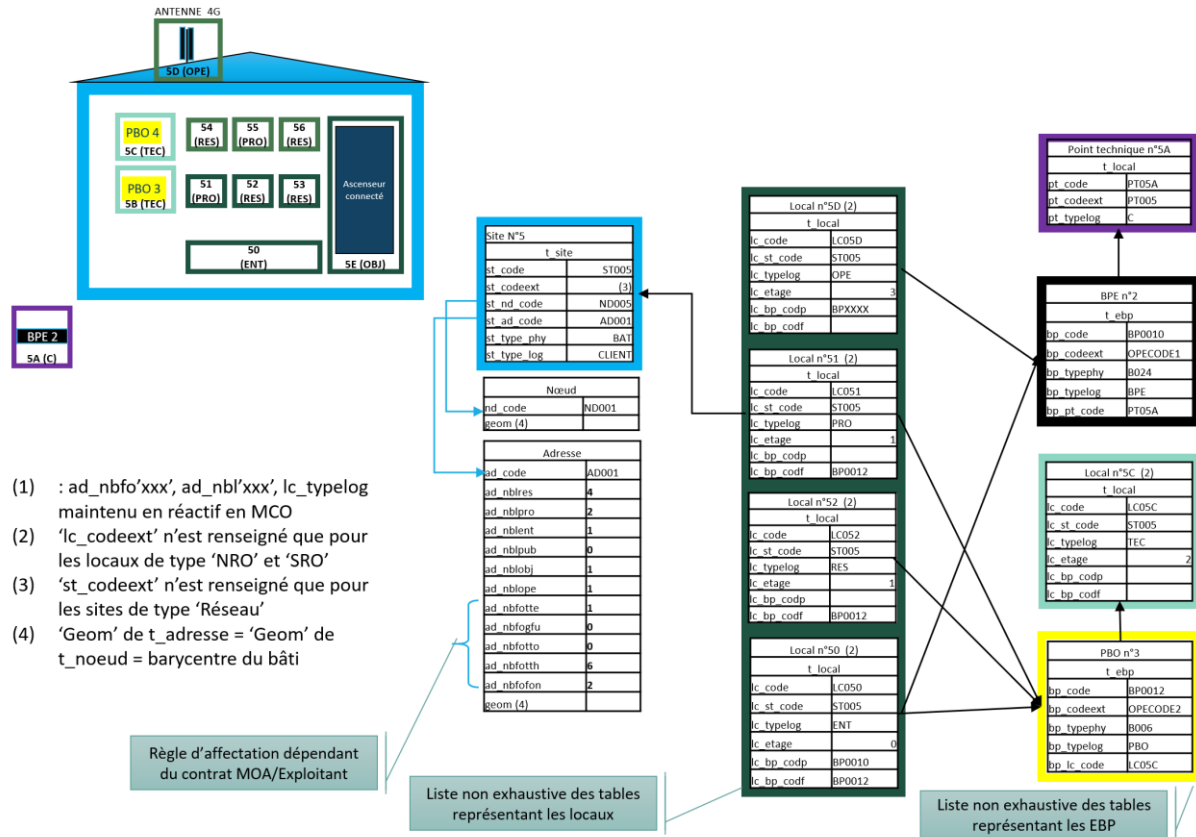 ANTENNE 4G
5D (OPE)
PBO 4
5C (TEC)
54
(RES)
55
(PRO)
56
(RES)
PBO 3
5B (TEC)
51
(PRO)
52
(RES)
53
(RES)
Ascenseur
connecté
50
(ENT)
5E (OBJ)
BPE 2
5A (C)
(1) : ad_nbfo’xxx’, ad_nbl’xxx’, lc_typelog
maintenu en réactif en MCO
(2) ‘lc_codeext’ n’est renseigné que pour
les locaux de type ‘NRO’ et ‘SRO’
(3) ‘st_codeext’ n’est renseigné que pour
les sites de type ‘Réseau’
(4) ‘Geom’ de t_adresse = ‘Geom’ de
t_noeud = barycentre du bâti
Site N°5
t_site
st_code ST005
st_codeext (3)
st_nd_code ND005
st_ad_code AD001
st_type_phy BAT
st_type_log CLIENT
Nœud
nd_code ND001
geom (4)
Adresse
ad_code AD001
ad_nblres 4
ad_nblpro 2
ad_nblent 1
ad_nblpub 0
ad_nblobj 1
ad_nblope 1
ad_nbfotte 1
ad_nbfogfu 0
ad_nbfotto 0
ad_nbfotth 6
ad_nbfofon 2
geom (4)
Règle d’affectation dépendant
du contrat MOA/Exploitant
Local n°5D (2)
t_local
lc_code LC05D
lc_st_code ST005
lc_typelog OPE
lc_etage 3
lc_bp_codp BPXXXX
lc_bp_codf
Local n°51 (2)
t_local
lc_code LC051
lc_st_code ST005
lc_typelog PRO
lc_etage 1
lc_bp_codp
lc_bp_codf BP0012
Local n°52 (2)
t_local
lc_code LC052
lc_st_code ST005
lc_typelog RES
lc_etage 1
lc_bp_codp
lc_bp_codf BP0012
Local n°50 (2)
t_local
lc_code LC050
lc_st_code ST005
lc_typelog ENT
lc_etage 0
lc_bp_codp BP0010
lc_bp_codf BP0012
Liste non exhaustive des tables
représentant les locaux
Point technique n°5A
t_local
pt_code PT05A
pt_codeext PT005
pt_typelog C
BPE n°2
t_ebp
bp_code BP0010
bp_codeext OPECODE1
bp_typephy B024
bp_typelog BPE
bp_pt_code PT05A
Local n°5C (2)
t_local
lc_code LC05C
lc_st_code ST005
lc_typelog TEC
lc_etage 2
lc_bp_codp
lc_bp_codf
PBO n°3
t_ebp
bp_code BP0012
bp_codeext OPECODE2
bp_typephy B006
bp_typelog PBO
bp_lc_code LC05C
Liste non exhaustive des tables
représentant les EBP